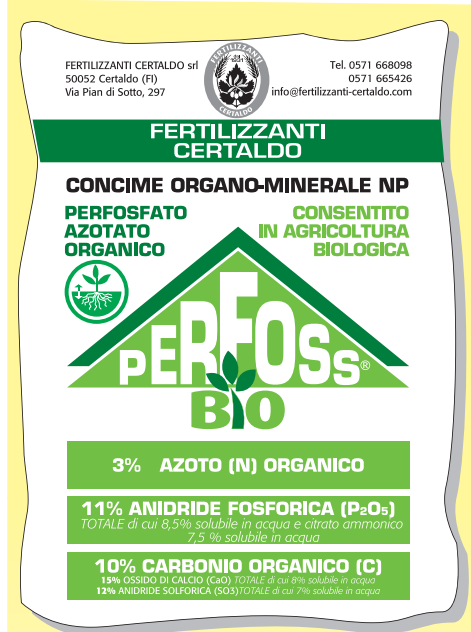 FERTILIZZANTI CERTALDO srl
50052 Certaldo (FI)
Via Pian di Sotto, 297
FERTILIZZANTI
CERTALDO
Tel. 0571 668098
0571 665426
info@fertilizzanti-certaldo.com
FERTILIZZANTI
CERTALDO
CONCIME ORGANO-MINERALE NP
PERFOSFATO
AZOTATO
ORGANICO
CONSENTITO
IN AGRICOLTURA
BIOLOGICA
PERFOSS®
BIO
3% AZOTO (N) ORGANICO
11% ANIDRIDE FOSFORICA (P₂O₅)
TOTALE di cui 8,5% solubile in acqua e citrato ammonico
7,5 % solubile in acqua
10% CARBONIO ORGANICO (C)
15% OSSIDO DI CALCIO (CaO) TOTALE di cui 8% solubile in acqua
12% ANIDRIDE SOLFORICA (SO3) TOTALE di cui 7% solubile in acqua